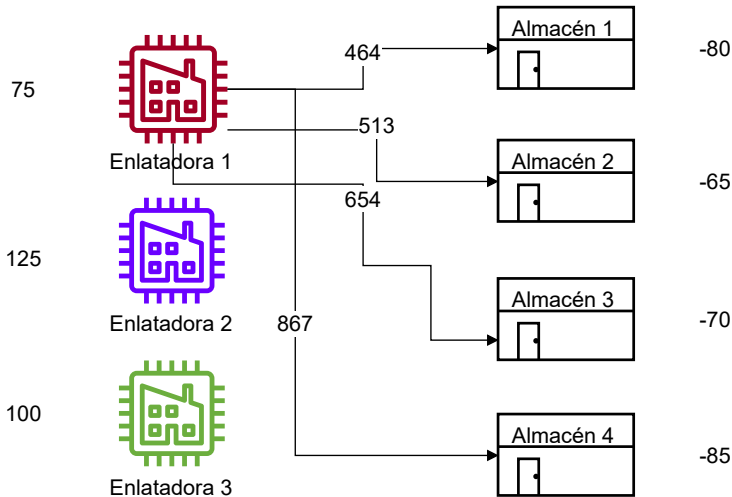 Almacén 1
-80
464
75
513
Enlatadora 1
Almacén 2
-65
654
125
Almacén 3
-70
Enlatadora 2
867
100
Almacén 4
-85
Enlatadora 3